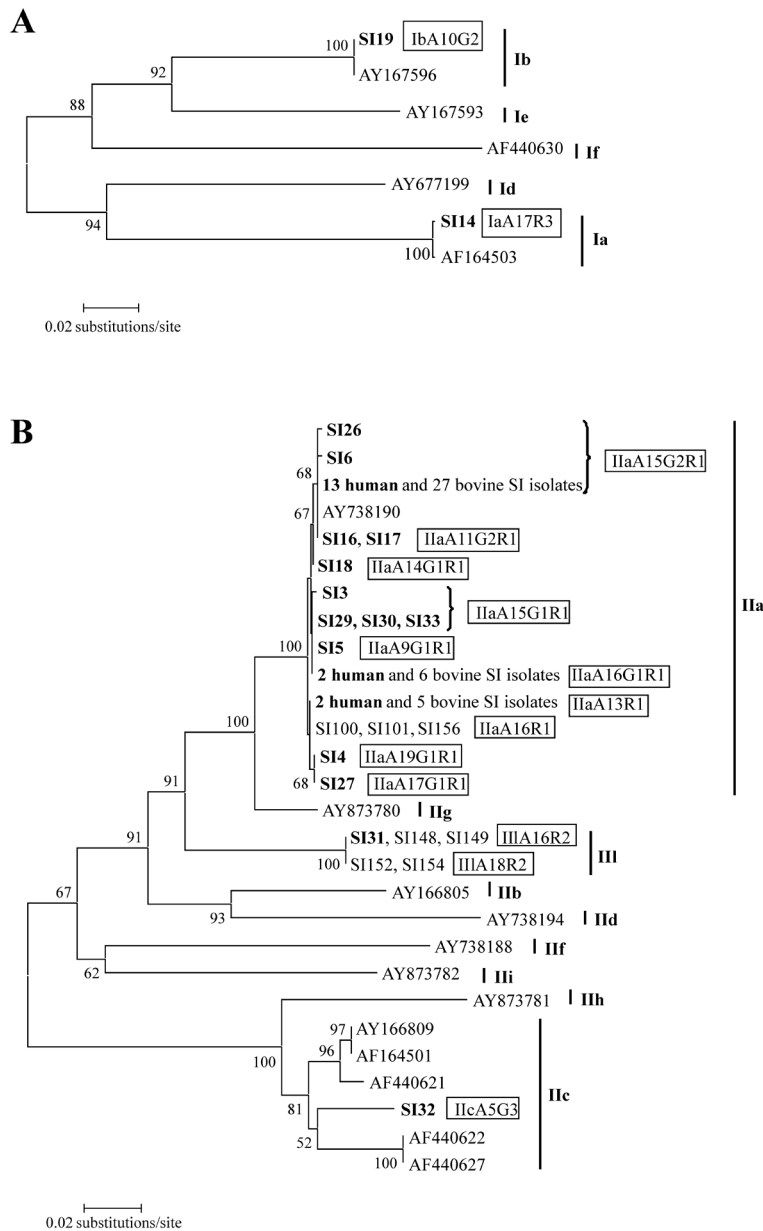 A
100 SI19 IbA10G2
Ib
AY167596
92
AY167593 Ie
88
AF440630 If
AY677199 Id
94
SI14 IaA17R3
Ia
100 AF164503
0.02 substitutions/site
B
SI26
SI6
IIaA15G2R1
68
13 human and 27 bovine SI isolates
67
AY738190
SI16, SI17 IIaA11G2R1
SI18 IIaA14G1R1
SI3
IIa
IIaA15G1R1
SI29, SI30, SI33
100
SI5 IIaA9G1R1
2 human and 6 bovine SI isolates IIaA16G1R1
2 human and 5 bovine SI isolates IIaA13R1
100
SI100, SI101, SI156 IIaA16R1
SI4 IIaA19G1R1
68 SI27 IIaA17G1R1
91
AY873780 IIg
91
SI31, SI148, SI149 IIlA16R2
IIl
100 SI152, SI154 IIlA18R2
67
AY166805 IIb
93
AY738194 IId
AY738188 IIf
62
AY873782 IIi
AY873781 IIh
100
97 AY166809
96
AF164501
AF440621
IIc
81
SI32 IIcA5G3
52
AF440622
100 AF440627
0.02 substitutions/site